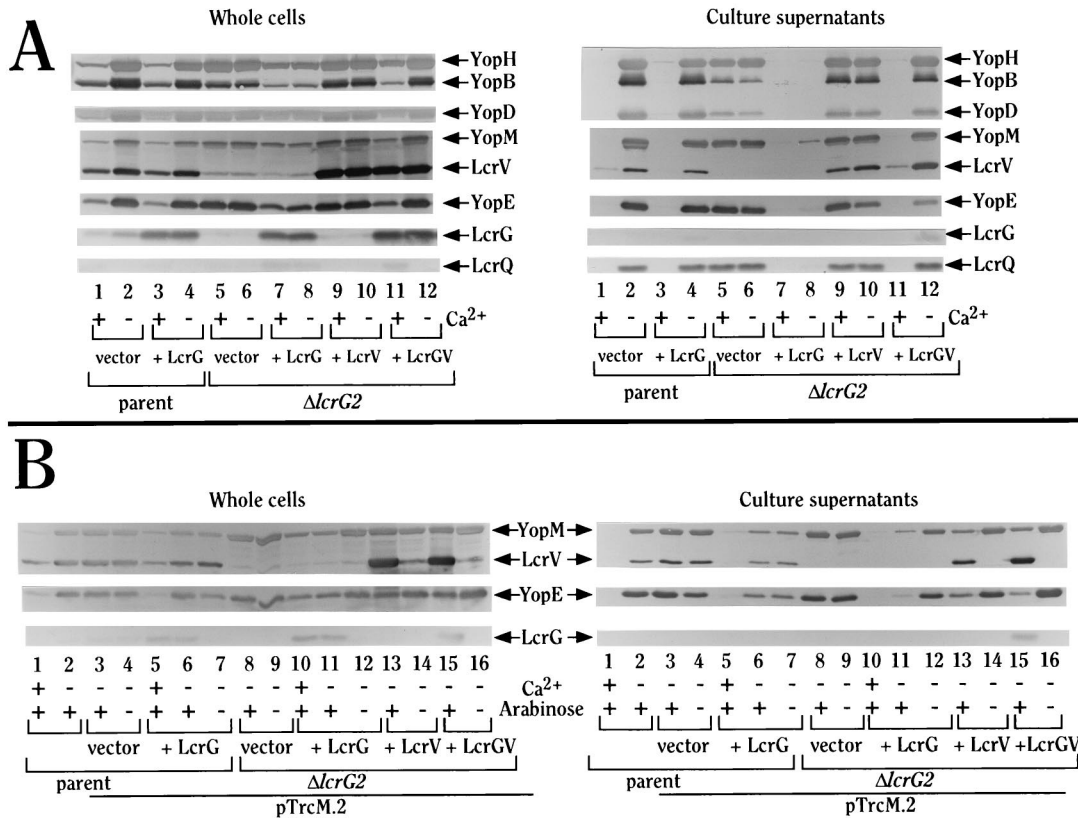 A
Whole cells
Culture supernatants
YopH
YopB
YopD
YopM
LcrV
YopE
LcrG
LcrQ
YopH
YopB
YopD
YopM
LcrV
YopE
LcrG
LcrQ
1 2 3 4 5 6 7 8 9 10 11 12
+ - + - + - + - + - + - Ca2+
vector + LcrG vector + LcrG + LcrV + LcrGV
parent ΔlcrG2
1 2 3 4 5 6 7 8 9 10 11 12
+ - + - + - + - + - + - Ca2+
vector + LcrG vector + LcrG + LcrV + LcrGV
parent ΔlcrG2
B
Whole cells
Culture supernatants
YopM
LcrV
YopE
LcrG
1 2 3 4 5 6 7 8 9 10 11 12 13 14 15 16
1 2 3 4 5 6 7 8 9 10 11 12 13 14 15 16
+ - - - + - - - - + - - - - - - Ca2+ + - - - + - - - - + - - - - - -
+ + + - + + - + - + + - + - + - Arabinose + + + - + + - + - + + - + - + -
vector + LcrG vector + LcrG + LcrV + LcrGV
vector + LcrG vector + LcrG + LcrV +LcrGV
parent ΔlcrG2
parent ΔlcrG2
pTrcM.2
pTrcM.2